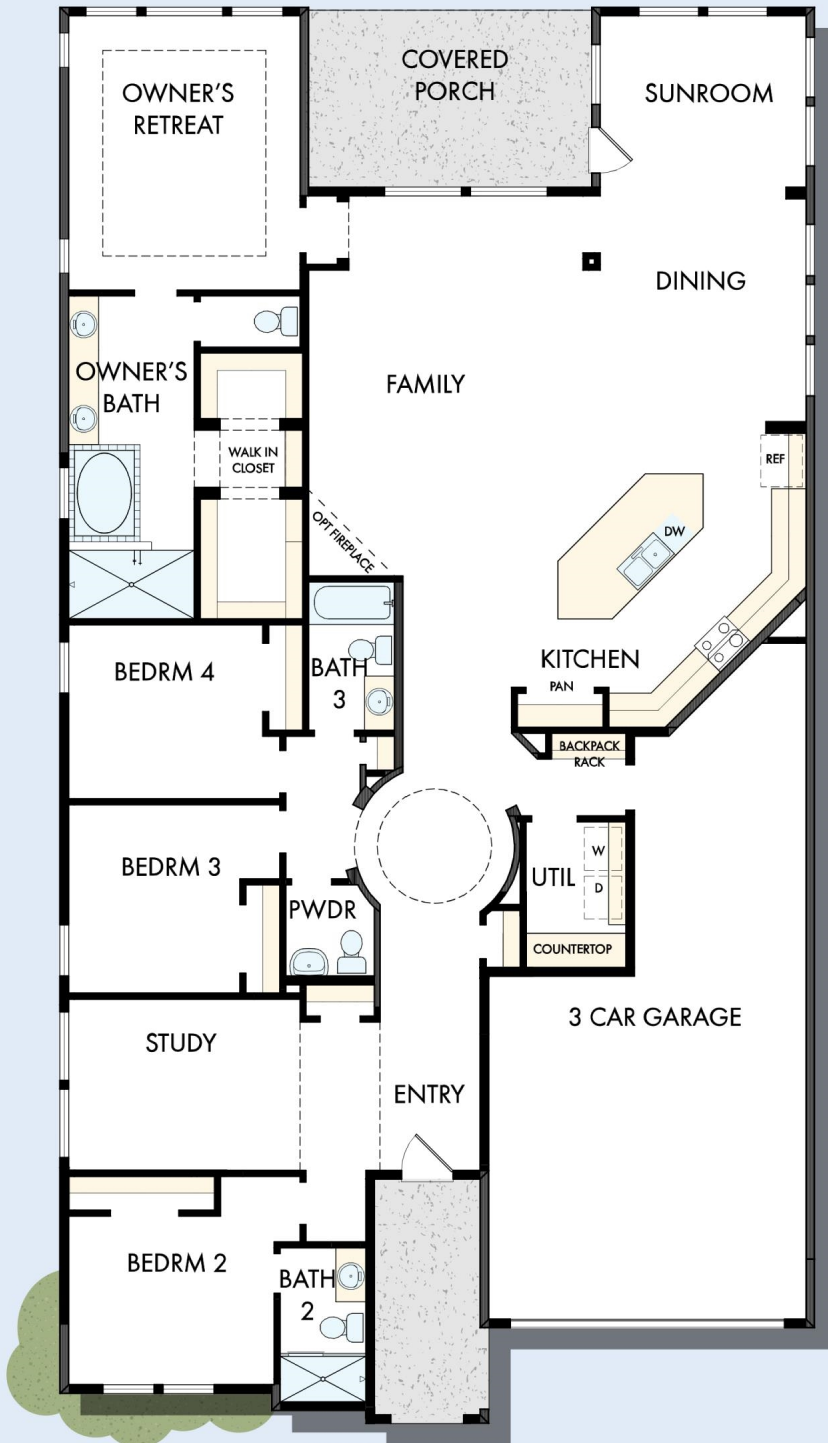 OWNER'S
RETREAT
COVERED
PORCH
SUNROOM
DINING
OWNER'S
BATH
FAMILY
WALK IN
CLOSET
REF
OPT FIREPLACE
DW
BEDRM 4
BATH
3
KITCHEN
PAN
BACKPACK
RACK
BEDRM 3
W
D
UTIL
PWDR
COUNTERTOP
STUDY
3 CAR GARAGE
ENTRY
BEDRM 2
BATH
2